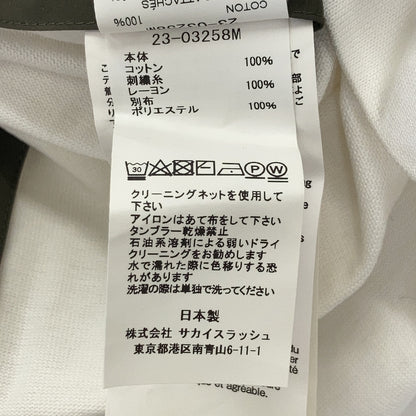 COTTON 100%
23-03258M
本体
コットン 100%
刺繍糸
レーヨン 100%
別布
ポリエステル 100%
30
P
W
クリーニングネットを使用して
下さい
アイロンはあて布をして下さい
タンブラー乾燥禁止
石油系溶剤による弱いドライ
クリーニングをお勧めします
水で濡れた際に色移りする恐
れがあります
洗濯の際は単独で洗ってください
日本製
株式会社 サカイスラッシュ
東京都港区南青山6-11-1
et agréable.